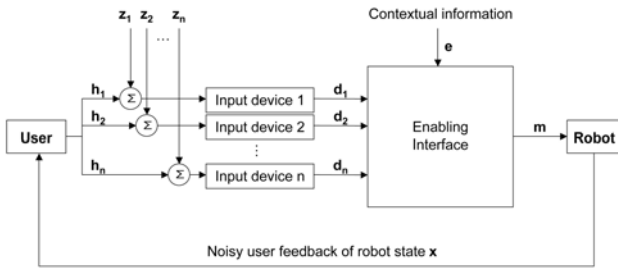 z1 z2 zn
...
Contextual information
e
h1
Σ
Input device 1
d1
h2
Σ
Input device 2
d2
User
Enabling
Interface
m
Robot
...
hn
Σ
Input device n
dn
Noisy user feedback of robot state x